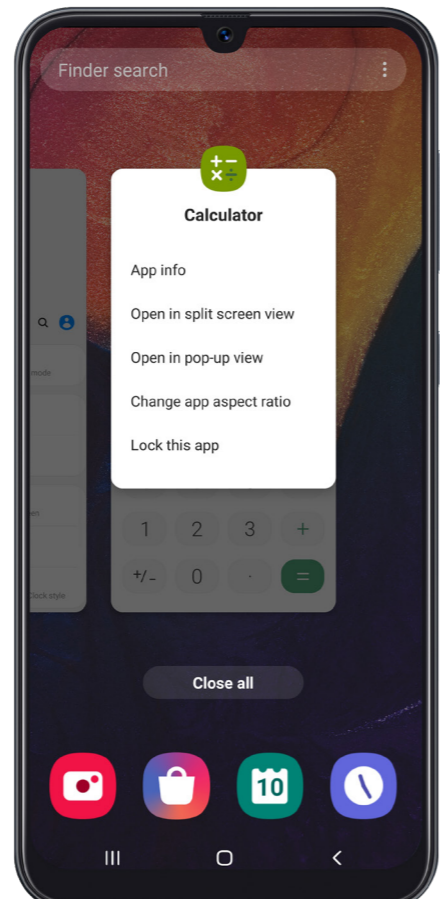 Finder search
Calculator
App info
Open in split screen view
Open in pop-up view
mode
Change app aspect ratio
Lock this app
1 2 3 +
+/- 0 . =
Clock style
Close all
10